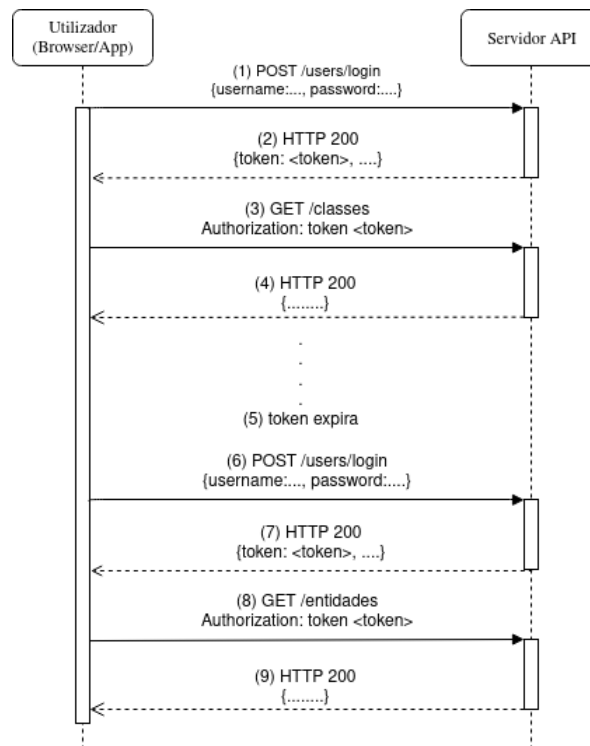 Utilizador
(Browser/App)
Servidor API
(1) POST /users/login
{username:..., password:....}
(2) HTTP 200
{token: <token>, ....}
(3) GET /classes
Authorization: token <token>
(4) HTTP 200
{........}
.
.
.
.
(5) token expira
(6) POST /users/login
{username:..., password:....}
(7) HTTP 200
{token: <token>, ....}
(8) GET /entidades
Authorization: token <token>
(9) HTTP 200
{........}